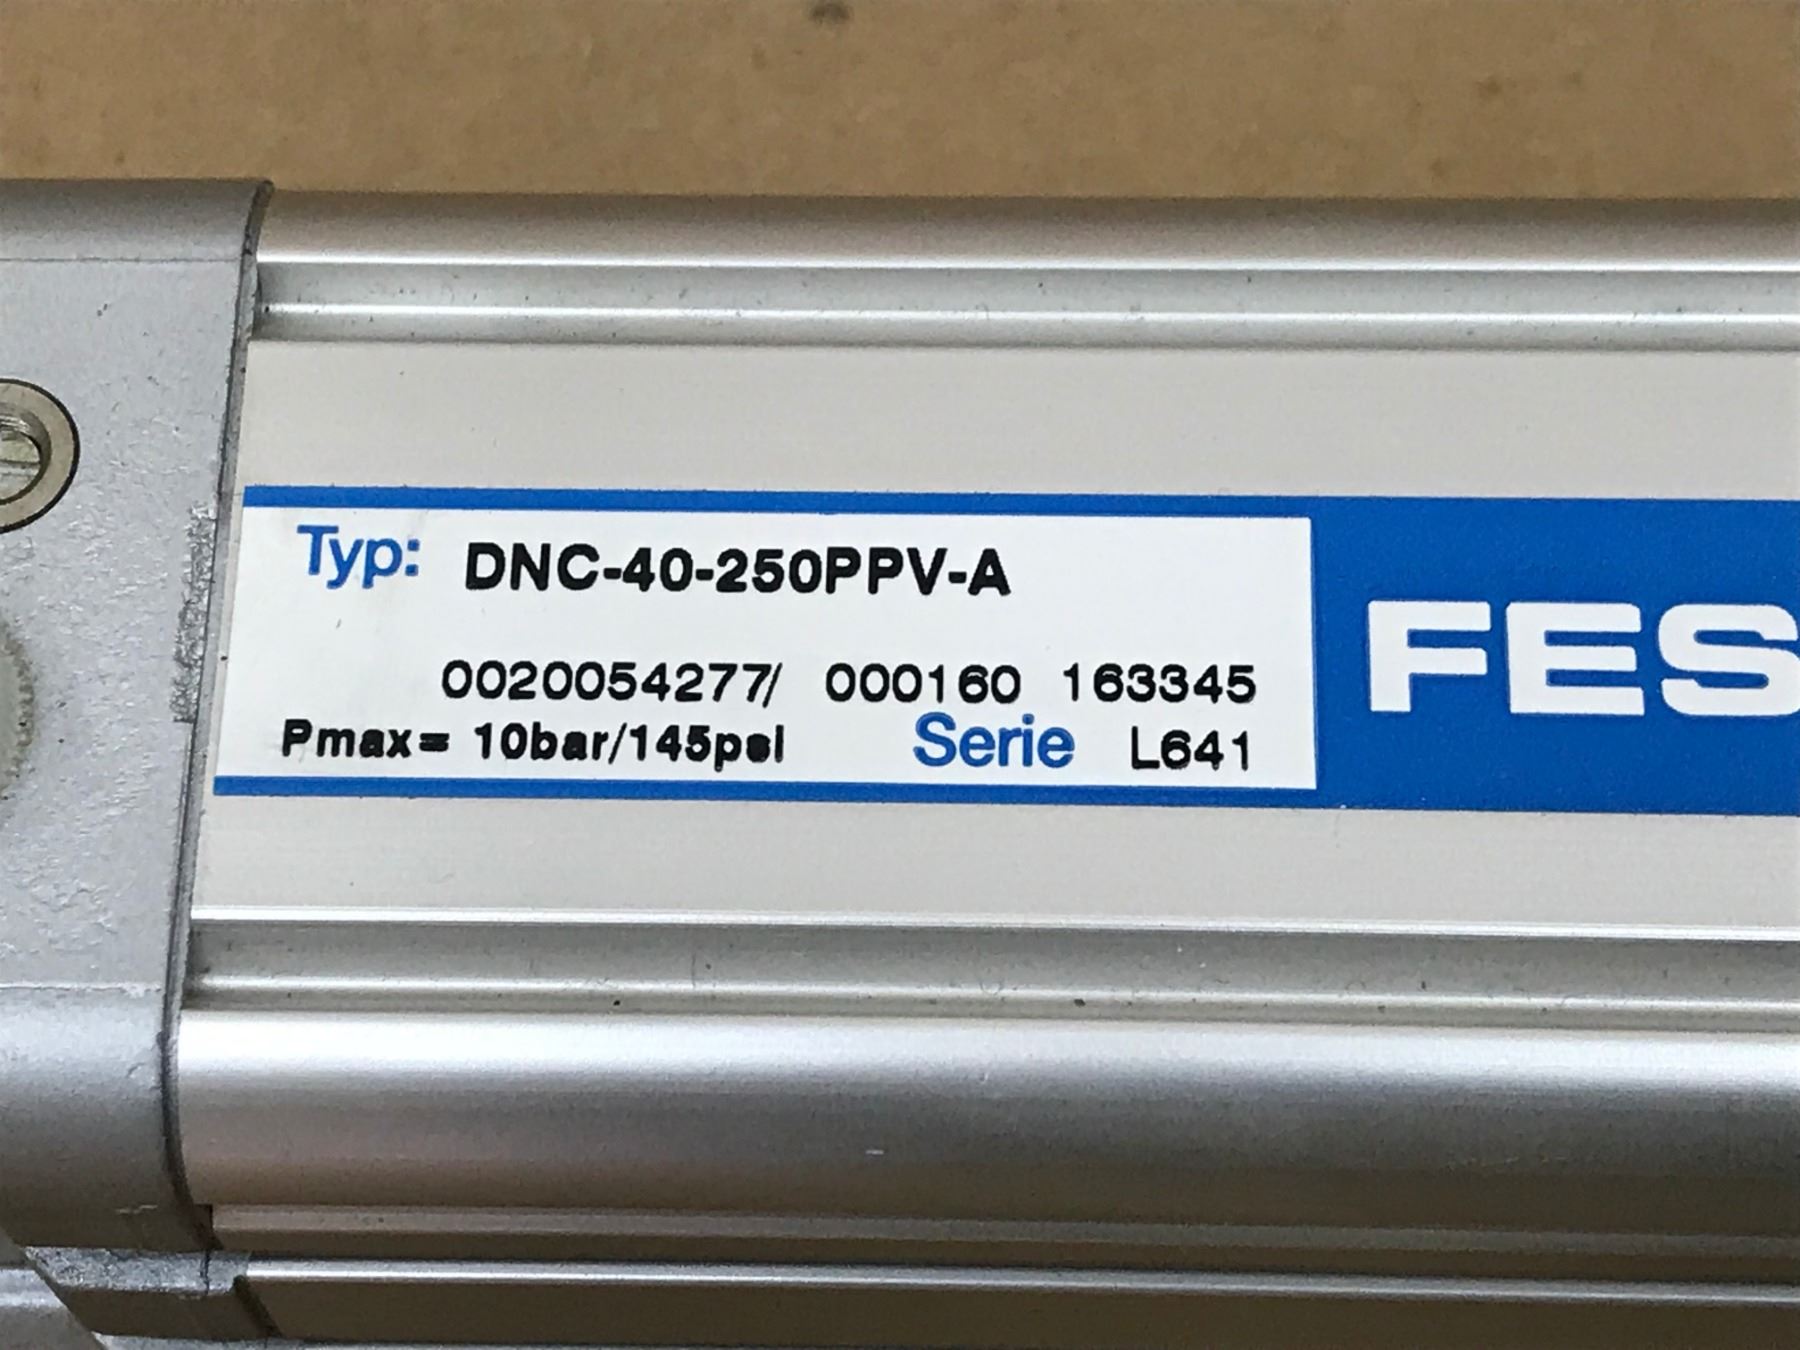 Typ: DNC-40-250PPV-A
0020054277/ 000160 163345
Pmax= 10bar/145psi Serie L641
FES